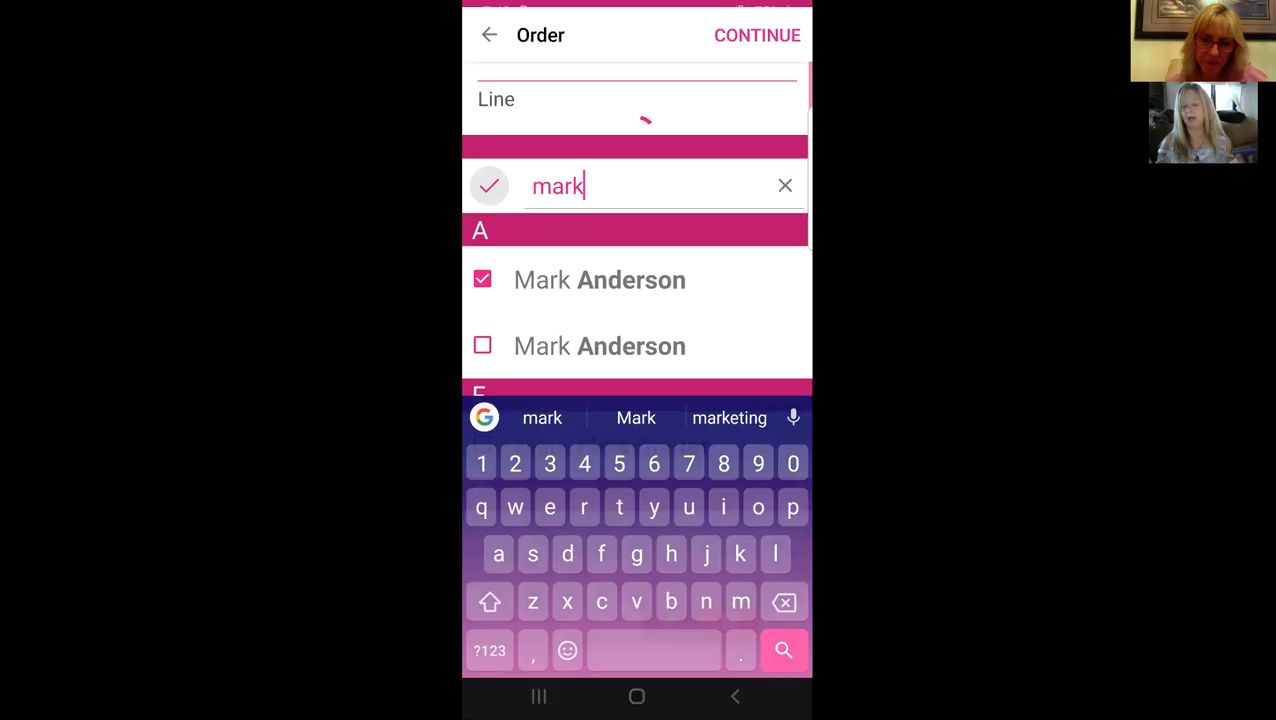 Order
CONTINUE
Line
mark
A
Mark Anderson
Mark Anderson
mark Mark marketing
1 2 3 4 5 6 7 8 9 0
q w e r t y u i o p
a s d f g h j k l
z x c v b n m
?123 , .